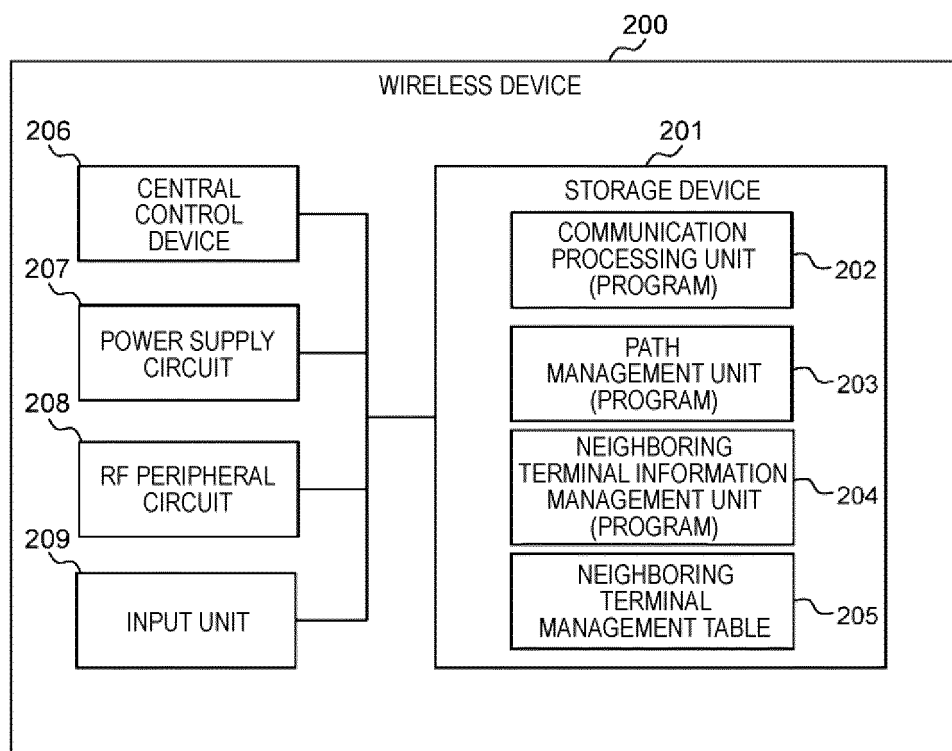 200
WIRELESS DEVICE
206
CENTRAL
CONTROL
DEVICE
207
POWER SUPPLY
CIRCUIT
208
RF PERIPHERAL
CIRCUIT
209
INPUT UNIT
201
STORAGE DEVICE
COMMUNICATION
PROCESSING UNIT
(PROGRAM)
202
PATH
MANAGEMENT UNIT
(PROGRAM)
203
NEIGHBORING
TERMINAL INFORMATION
MANAGEMENT UNIT
(PROGRAM)
204
NEIGHBORING
TERMINAL
MANAGEMENT TABLE
205